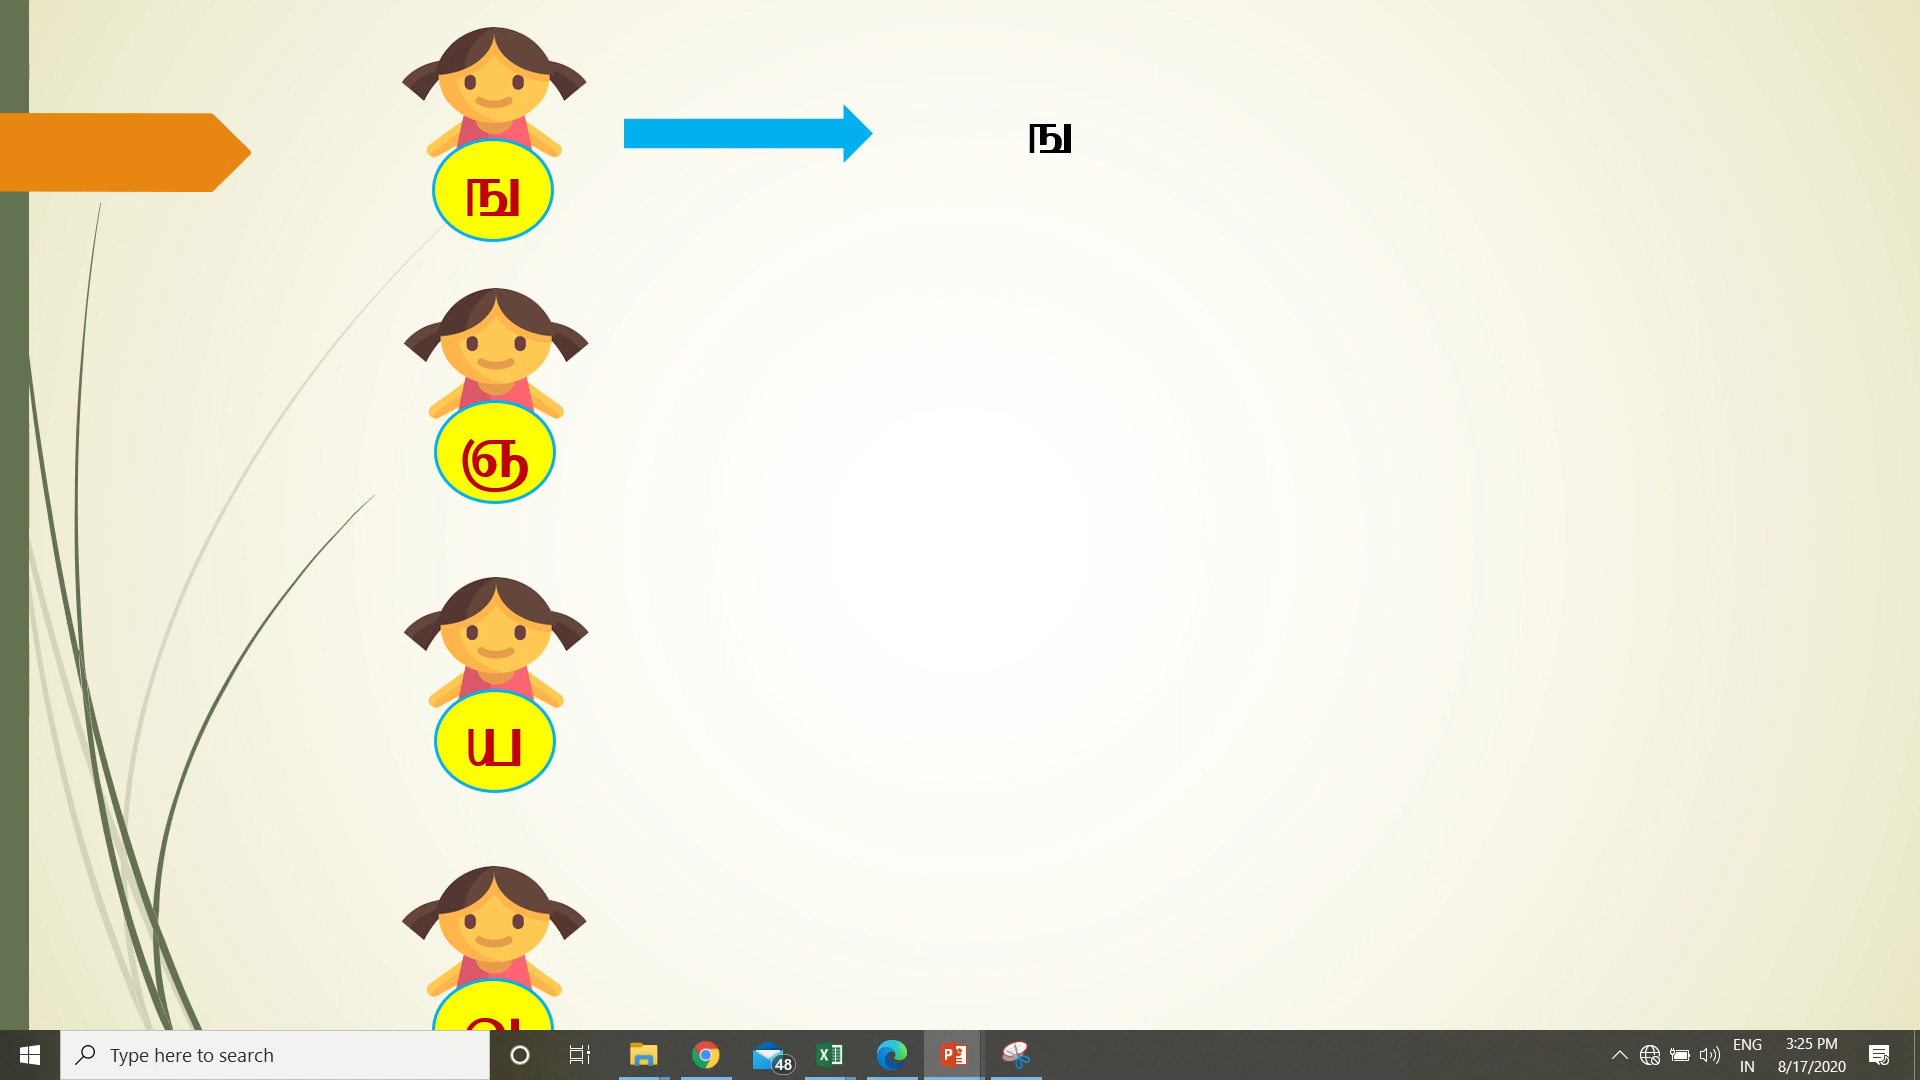 ங
ங
ஞ
ய
Type here to search
48
ENG
IN
3:25 PM
8/17/2020